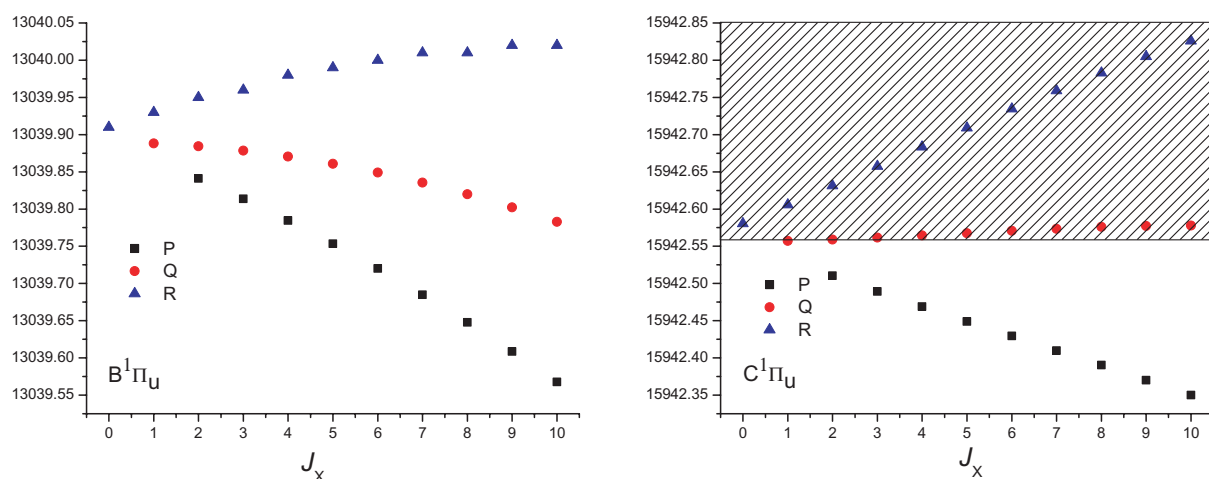 13040.05
13040.00
13039.95
13039.90
13039.85
13039.80
13039.75
13039.70
13039.65
13039.60
13039.55
P
Q
R
B¹Πu
0 1 2 3 4 5 6 7 8 9 10
JX
15942.85
15942.80
15942.75
15942.70
15942.65
15942.60
15942.55
15942.50
15942.45
15942.40
15942.35
P
Q
R
C¹Πu
0 1 2 3 4 5 6 7 8 9 10
JX